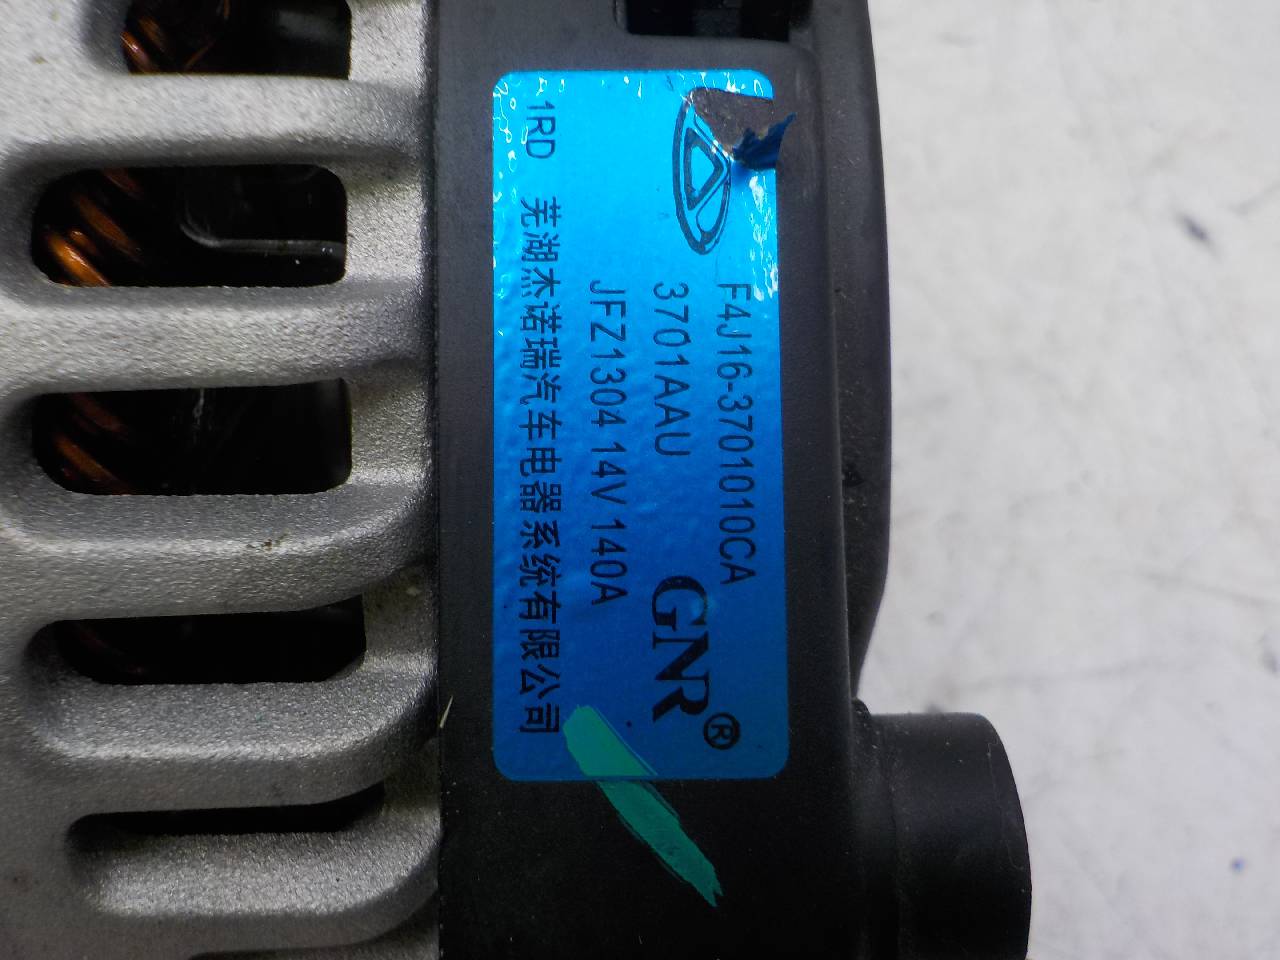 F4J16-3701010CA
3701AAU
GNR®
JFZ1304 14V 140A
1RD 芜湖杰诺瑞汽车电器系统有限公司